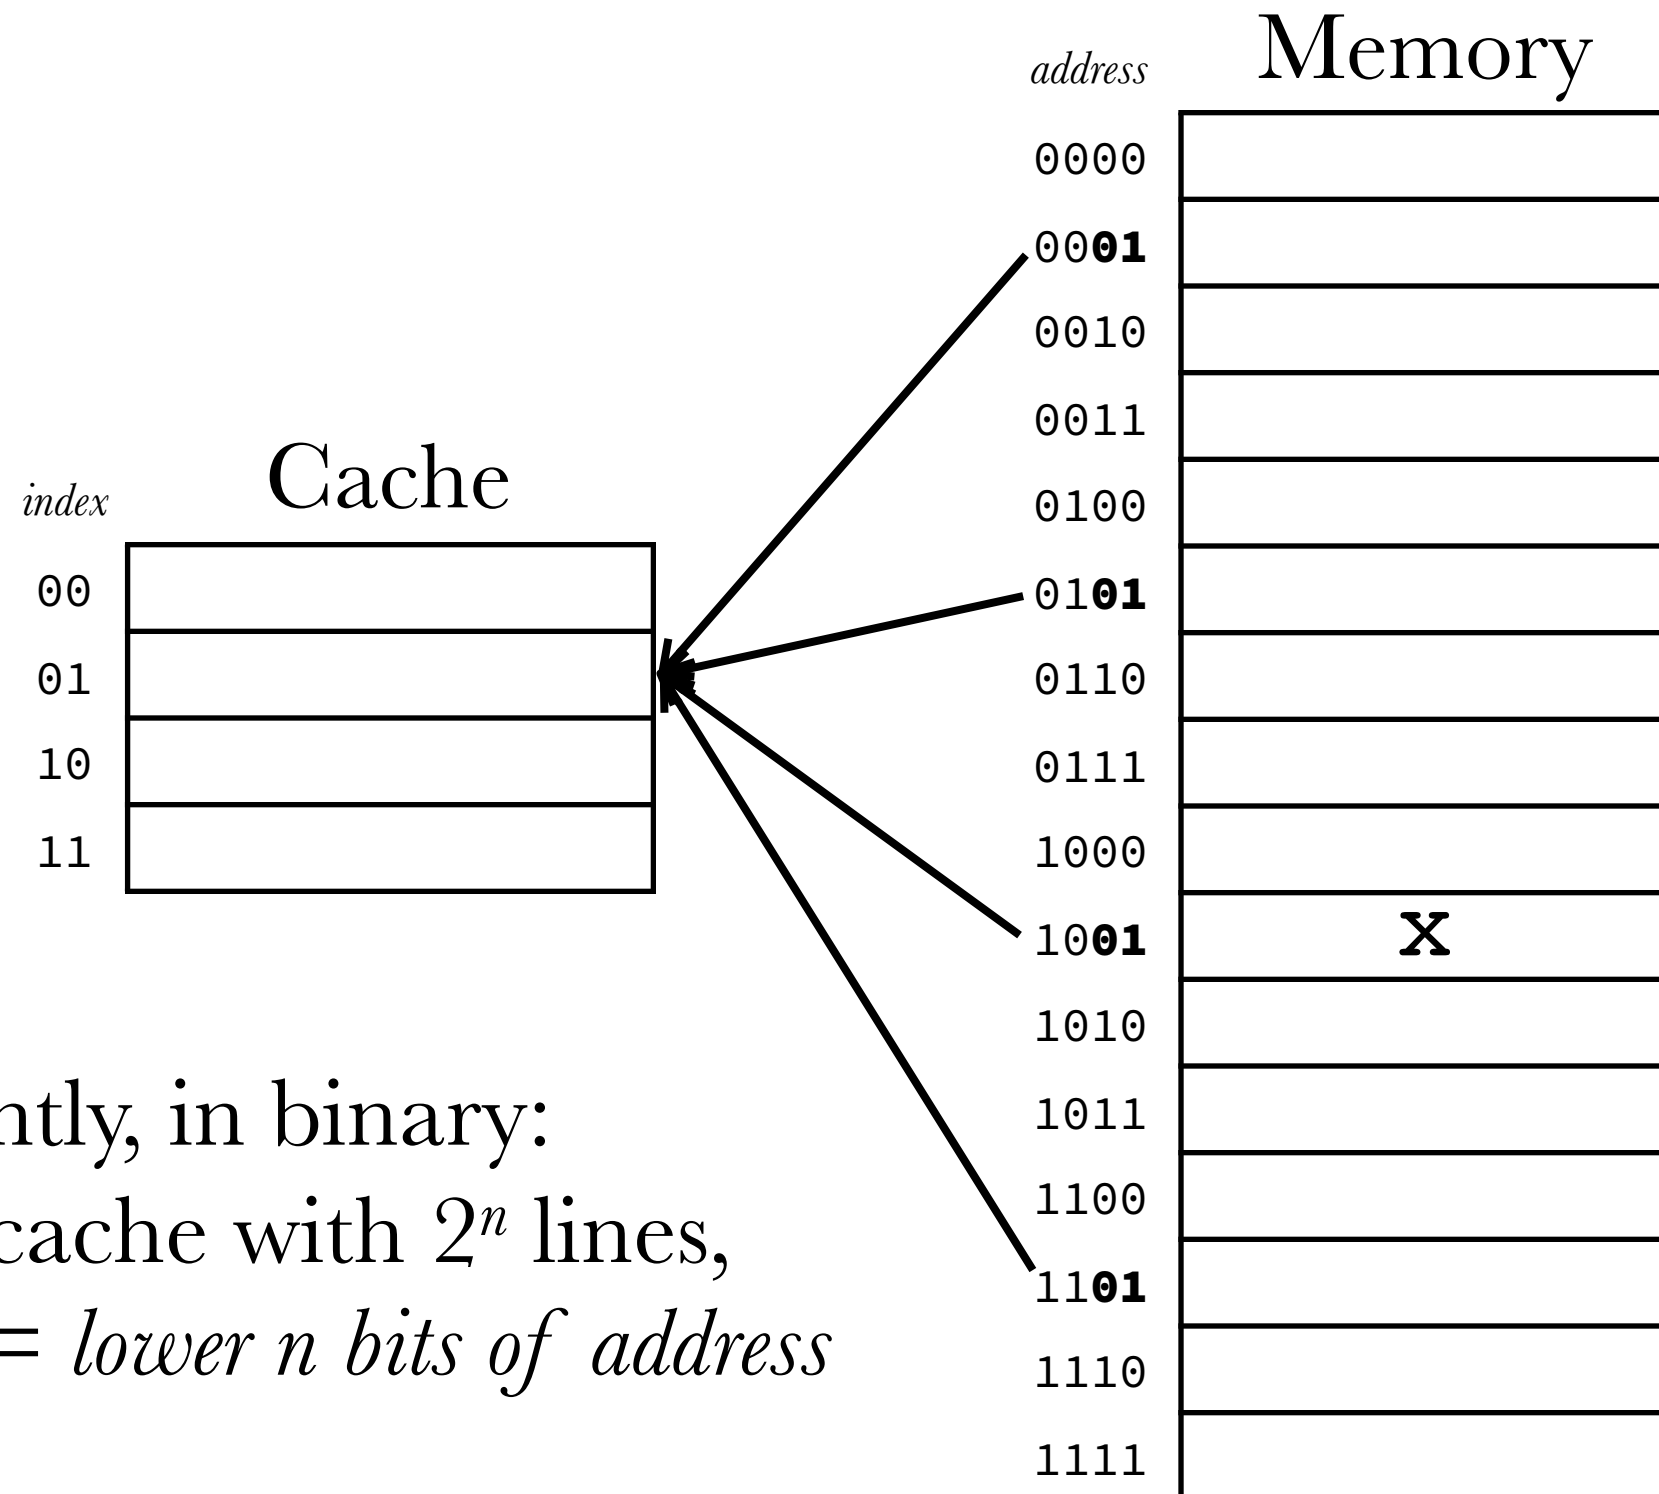 address Memory
0000
0001
0010
0011
0100
index Cache
0101
00
01 0110
10 0111
11 1000
1001 x
1010
1011
ntly, in binary:
1100
cache with 2ⁿ lines,
1101
= lower n bits of address
1110
1111